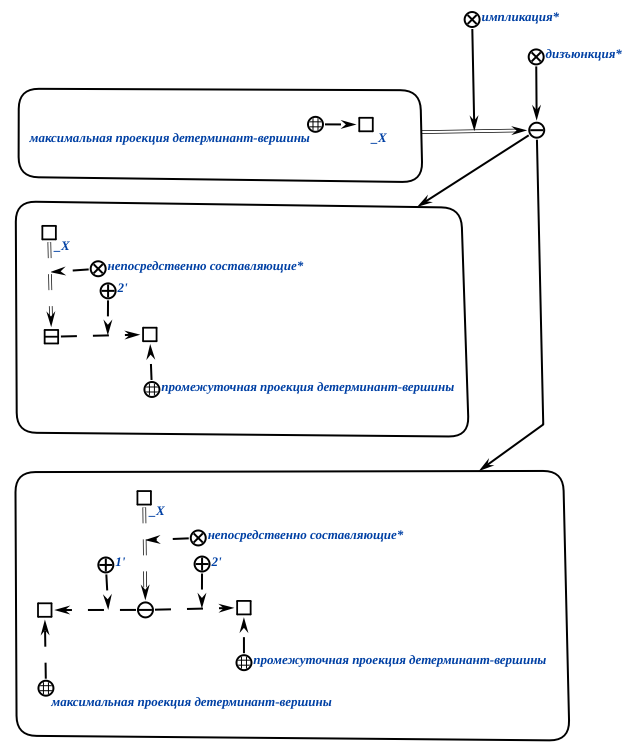 импликация*
дизъюнкция*
максимальная проекция детерминант-вершины
_X
_X
непосредственно составляющие*
2'
промежуточная проекция детерминант-вершины
_X
непосредственно составляющие*
1'
2'
промежуточная проекция детерминант-вершины
максимальная проекция детерминант-вершины